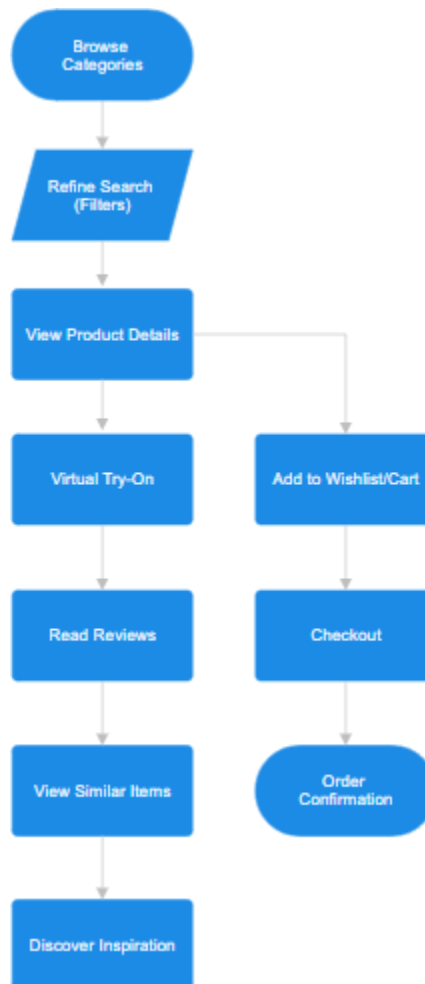 Browse
Categories
Refine Search
(Filters)
View Product Details
Virtual Try-On
Add to Wishlist/Cart
Read Reviews
Checkout
View Similar Items
Order
Confirmation
Discover Inspiration